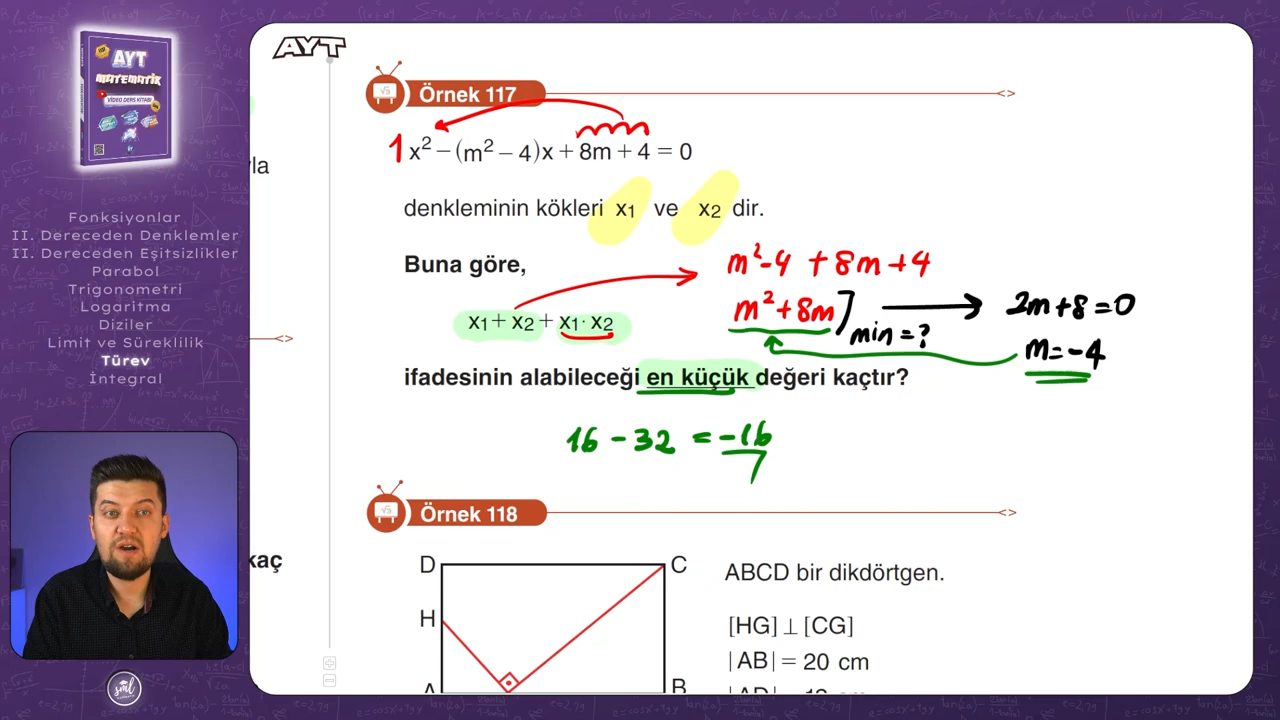 AYT
AYT
MATEMATİK
VİDEO DERS KİTABI
Fonksiyonlar
II. Dereceden Denklemler
II. Dereceden Eşitsizlikler
Parabol
Trigonometri
Logaritma
Diziler
Limit ve Süreklilik
Türev
İntegral
sml
yla
kaç
√5
Örnek 117
1 x² − (m² − 4)x + 8m + 4 = 0
denkleminin kökleri x₁ ve x₂ dir.
Buna göre,
m²-4 + 8m+4
x₁ + x₂ + x₁ · x₂
m²+8m
min=?
2m+8=0
m=-4
ifadesinin alabileceği en küçük değeri kaçtır?
16 - 32 = -16
√5
Örnek 118
D
C
H
A
B
ABCD bir dikdörtgen.
[HG] ⊥ [CG]
|AB| = 20 cm